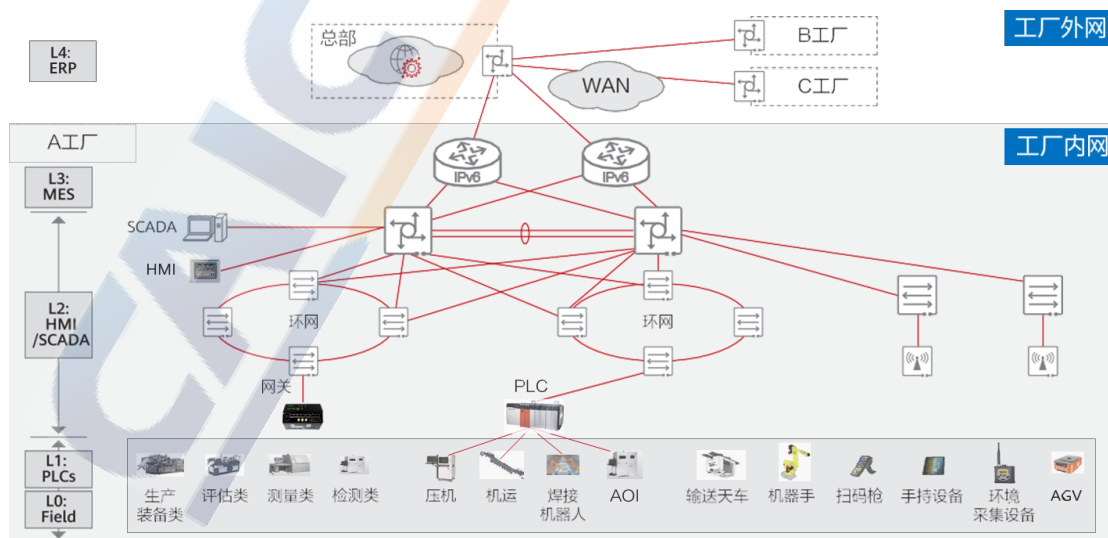 工厂外网
总部
L4:
ERP
B工厂
WAN
C工厂
A工厂
工厂内网
L3:
MES
IPv6
IPv6
SCADA
HMI
L2:
HMI
/SCADA
环网
环网
网关
PLC
L1:
PLCs
L0:
Field
生产
装备类
评估类
测量类
检测类
压机
机运
焊接
机器人
AOI
输送天车
机器手
扫码枪
手持设备
环境
采集设备
AGV
CAIC